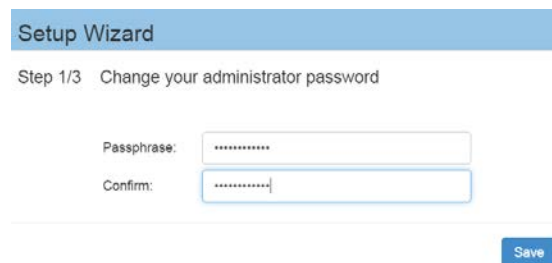 Setup Wizard
Step 1/3 Change your administrator password
Passphrase: ••••••••••••
Confirm: ••••••••••••
Save